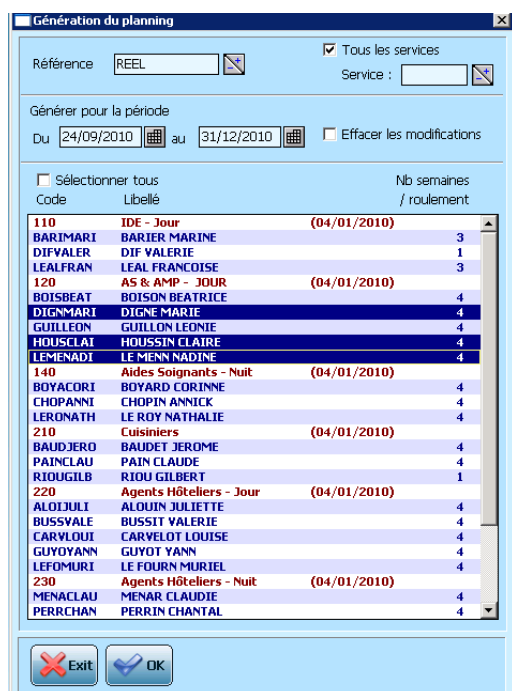 Génération du planning
Référence REEL
Tous les services
Service :
Générer pour la période
Du 24/09/2010 au 31/12/2010 Effacer les modifications
Sélectionner tous Nb semaines
Code Libellé / roulement
110 IDE - Jour (04/01/2010)
BARIMARI BARIER MARINE 3
DIFVALER DIF VALERIE 1
LEALFRAN LEAL FRANCOISE 3
120 AS & AMP - JOUR (04/01/2010)
BOISBEAT BOISON BEATRICE 4
DIGNMARI DIGNE MARIE 4
GUILLEON GUILLON LEONIE 4
HOUSCLAI HOUSSIN CLAIRE 4
LEMENADI LE MENN NADINE 4
140 Aides Soignants - Nuit (04/01/2010)
BOYACORI BOYARD CORINNE 4
CHOPANNI CHOPIN ANNICK 4
LERONATH LE ROY NATHALIE 4
210 Cuisiniers (04/01/2010)
BAUDJERO BAUDET JEROME 4
PAINCLAU PAIN CLAUDE 4
RIOUGILB RIOU GILBERT 1
220 Agents Hôteliers - Jour (04/01/2010)
ALOIJULI ALOUIN JULIETTE 4
BUSSVALE BUSSIT VALERIE 4
CARVLOUI CARVELOT LOUISE 4
GUYOYANN GUYOT YANN 4
LEFOMURI LE FOURN MURIEL 4
230 Agents Hôteliers - Nuit (04/01/2010)
MENACLAU MENAR CLAUDIE 4
PERRCHAN PERRIN CHANTAL 4
Exit OK